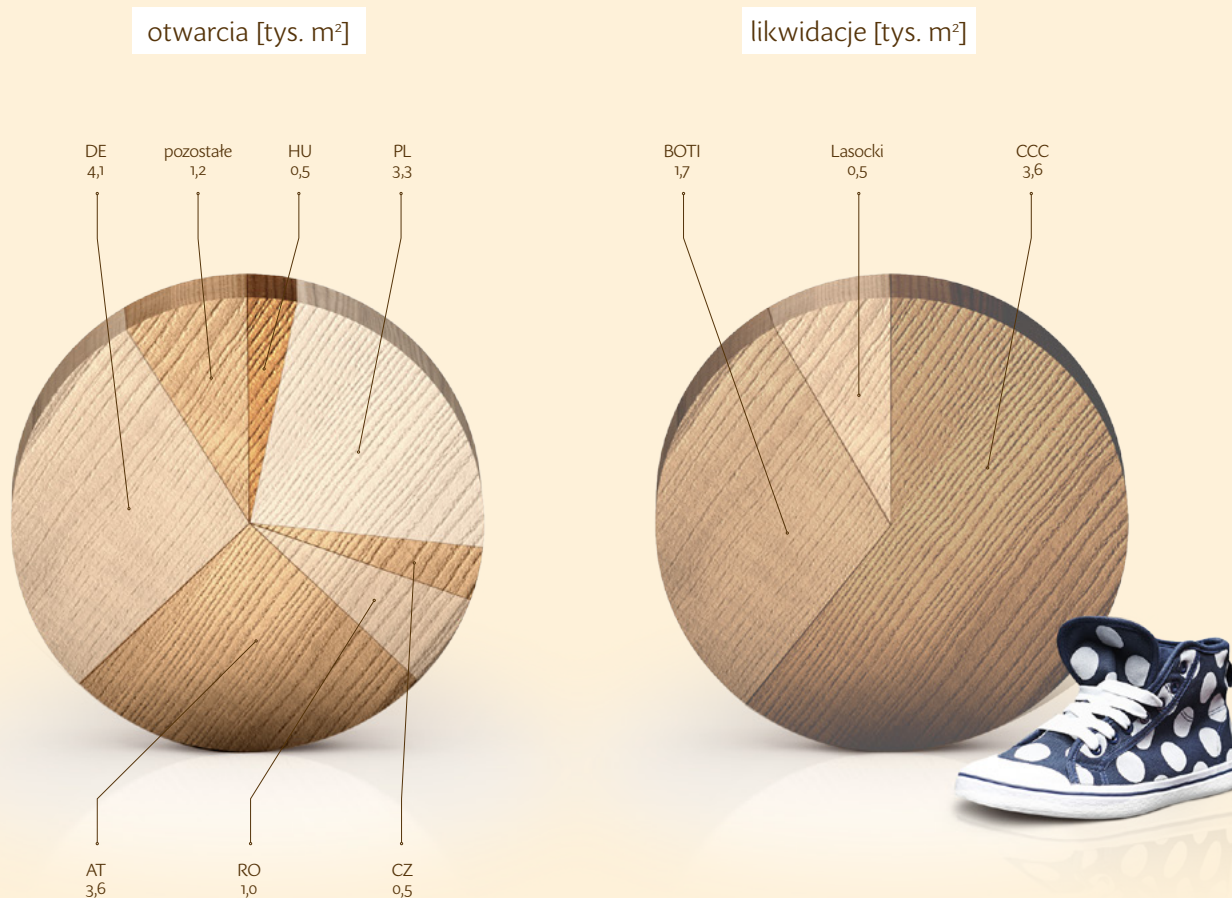 otwarcia [tys. m²]
DE
4,1
pozostałe
1,2
HU
0,5
PL
3,3
AT
3,6
RO
1,0
CZ
0,5
likwidacje [tys. m²]
BOTI
1,7
Lasocki
0,5
CCC
3,6